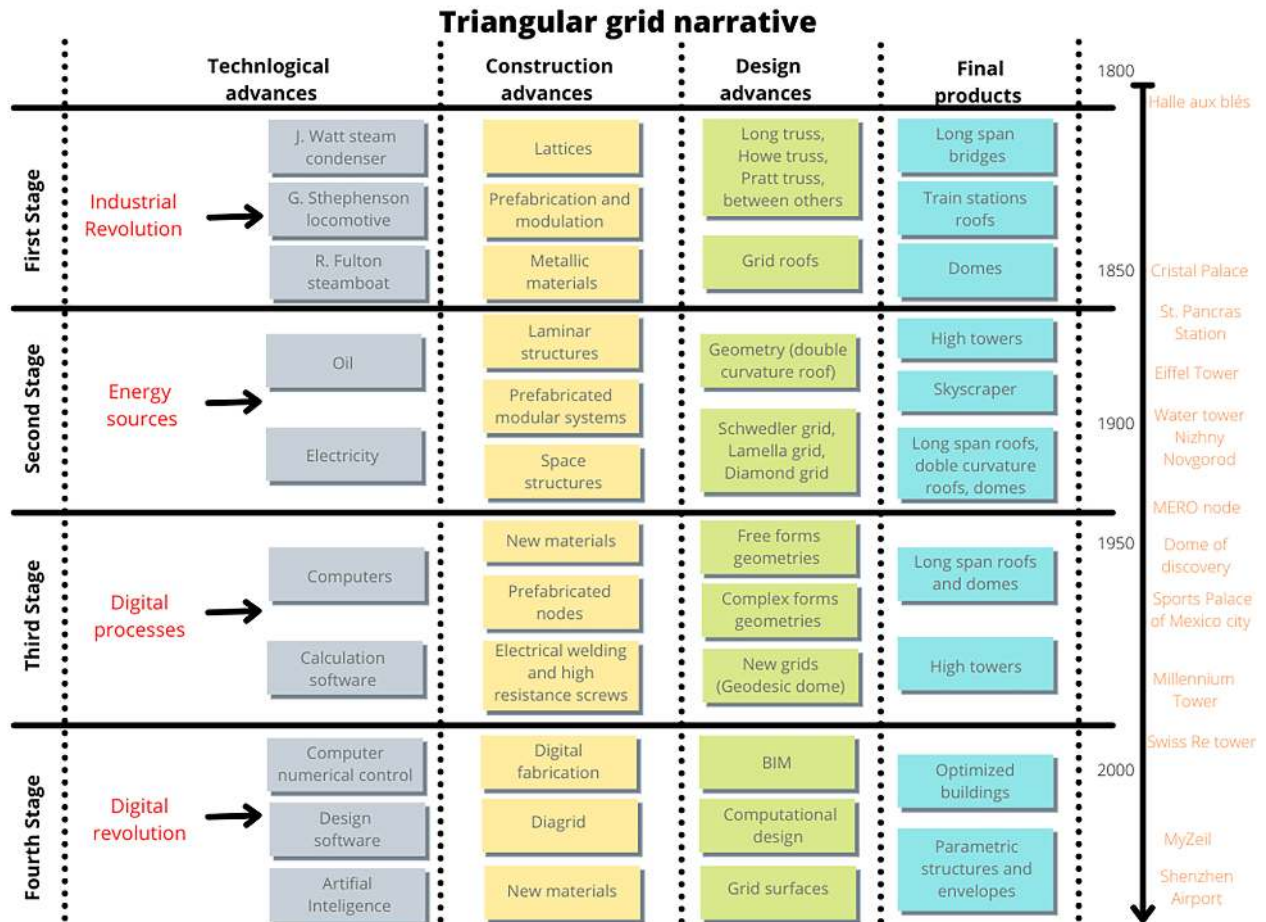 Triangular grid narrative
Technlogical
advances
Construction
advances
Design
advances
Final
products
First Stage
Industrial
Revolution
J. Watt steam
condenser
G. Sthephenson
locomotive
R. Fulton
steamboat
Lattices
Prefabrication and
modulation
Metallic
materials
Long truss,
Howe truss,
Pratt truss,
between others
Grid roofs
Long span
bridges
Train stations
roofs
Domes
Second Stage
Energy
sources
Oil
Electricity
Laminar
structures
Prefabricated
modular systems
Space
structures
Geometry (double
curvature roof)
Schwedler grid,
Lamella grid,
Diamond grid
High towers
Skyscraper
Long span roofs,
doble curvature
roofs, domes
Third Stage
Digital
processes
Computers
Calculation
software
New materials
Prefabricated
nodes
Electrical welding
and high
resistance screws
Free forms
geometries
Complex forms
geometries
New grids
(Geodesic dome)
Long span roofs
and domes
High towers
Fourth Stage
Digital
revolution
Computer
numerical control
Design
software
Artifial
Inteligence
Digital
fabrication
Diagrid
New materials
BIM
Computational
design
Grid surfaces
Optimized
buildings
Parametric
structures and
envelopes
1800
Halle aux blés
1850
Cristal Palace
St. Pancras
Station
Eiffel Tower
1900
Water tower
Nizhny
Novgorod
MERO node
1950
Dome of
discovery
Sports Palace
of Mexico city
Millennium
Tower
Swiss Re tower
2000
MyZeil
Shenzhen
Airport